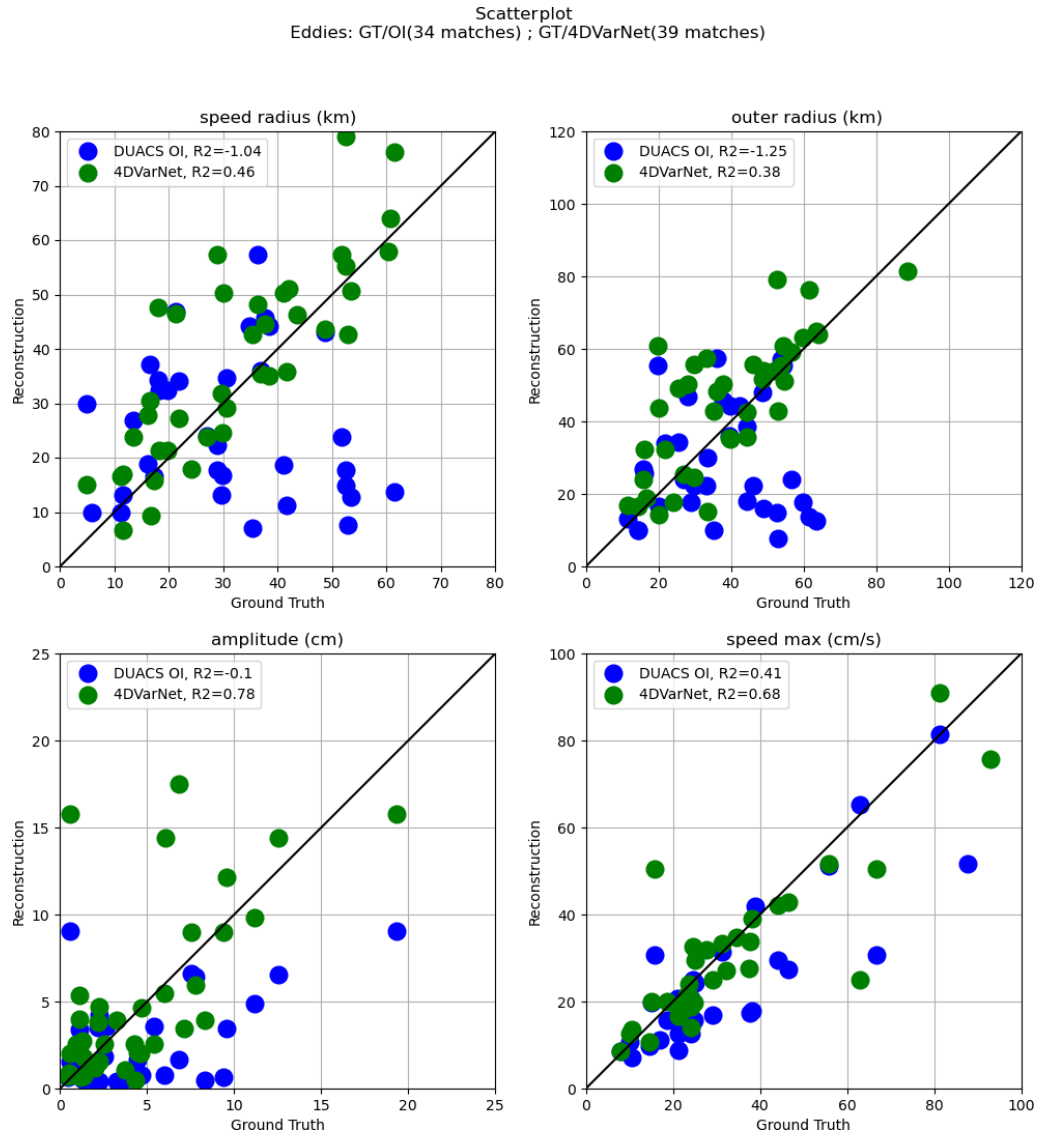 Scatterplot
Eddies: GT/OI(34 matches) ; GT/4DVarNet(39 matches)
speed radius (km)
DUACS OI, R2=-1.04
4DVarNet, R2=0.46
80
70
60
50
40
30
20
10
0
Reconstruction
0 10 20 30 40 50 60 70 80
Ground Truth
outer radius (km)
DUACS OI, R2=-1.25
4DVarNet, R2=0.38
120
100
80
60
40
20
0
Reconstruction
0 20 40 60 80 100 120
Ground Truth
amplitude (cm)
DUACS OI, R2=-0.1
4DVarNet, R2=0.78
25
20
15
10
5
0
Reconstruction
0 5 10 15 20 25
Ground Truth
speed max (cm/s)
DUACS OI, R2=0.41
4DVarNet, R2=0.68
100
80
60
40
20
0
Reconstruction
0 20 40 60 80 100
Ground Truth